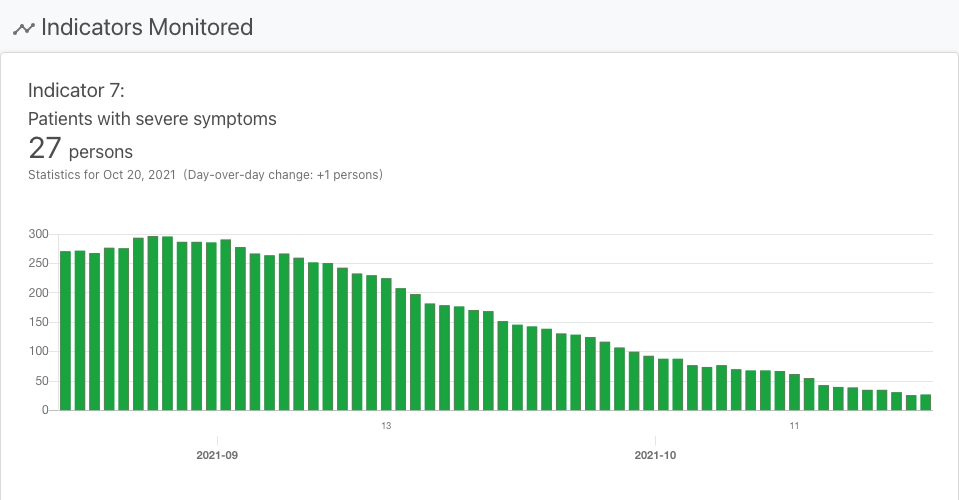 Indicators Monitored
Indicator 7:
Patients with severe symptoms
27 persons
Statistics for Oct 20, 2021 (Day-over-day change: +1 persons)
300
250
200
150
100
50
0
13
11
2021-09
2021-10